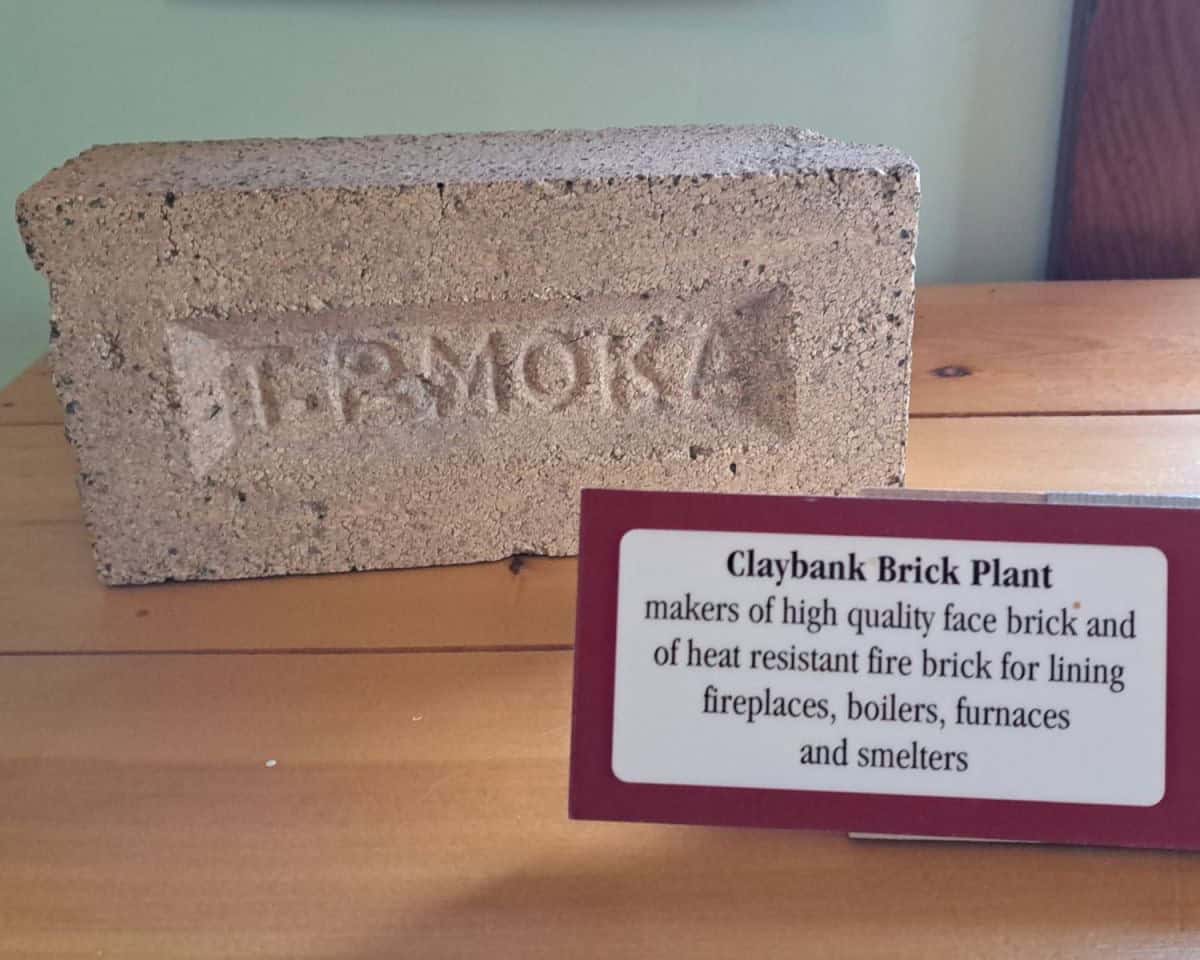 T.P.MOKA
Claybank Brick Plant
makers of high quality face brick and
of heat resistant fire brick for lining
fireplaces, boilers, furnaces
and smelters